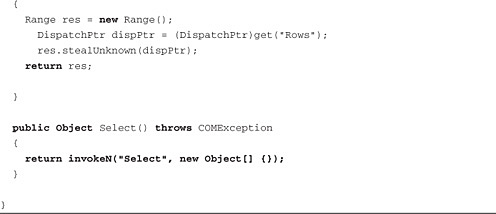 {
Range res = new Range();
DispatchPtr dispPtr = (DispatchPtr)get("Rows");
res.stealUnknown(dispPtr);
return res;
}
public Object Select() throws COMException
{
return invokeN("Select", new Object[] {});
}
}